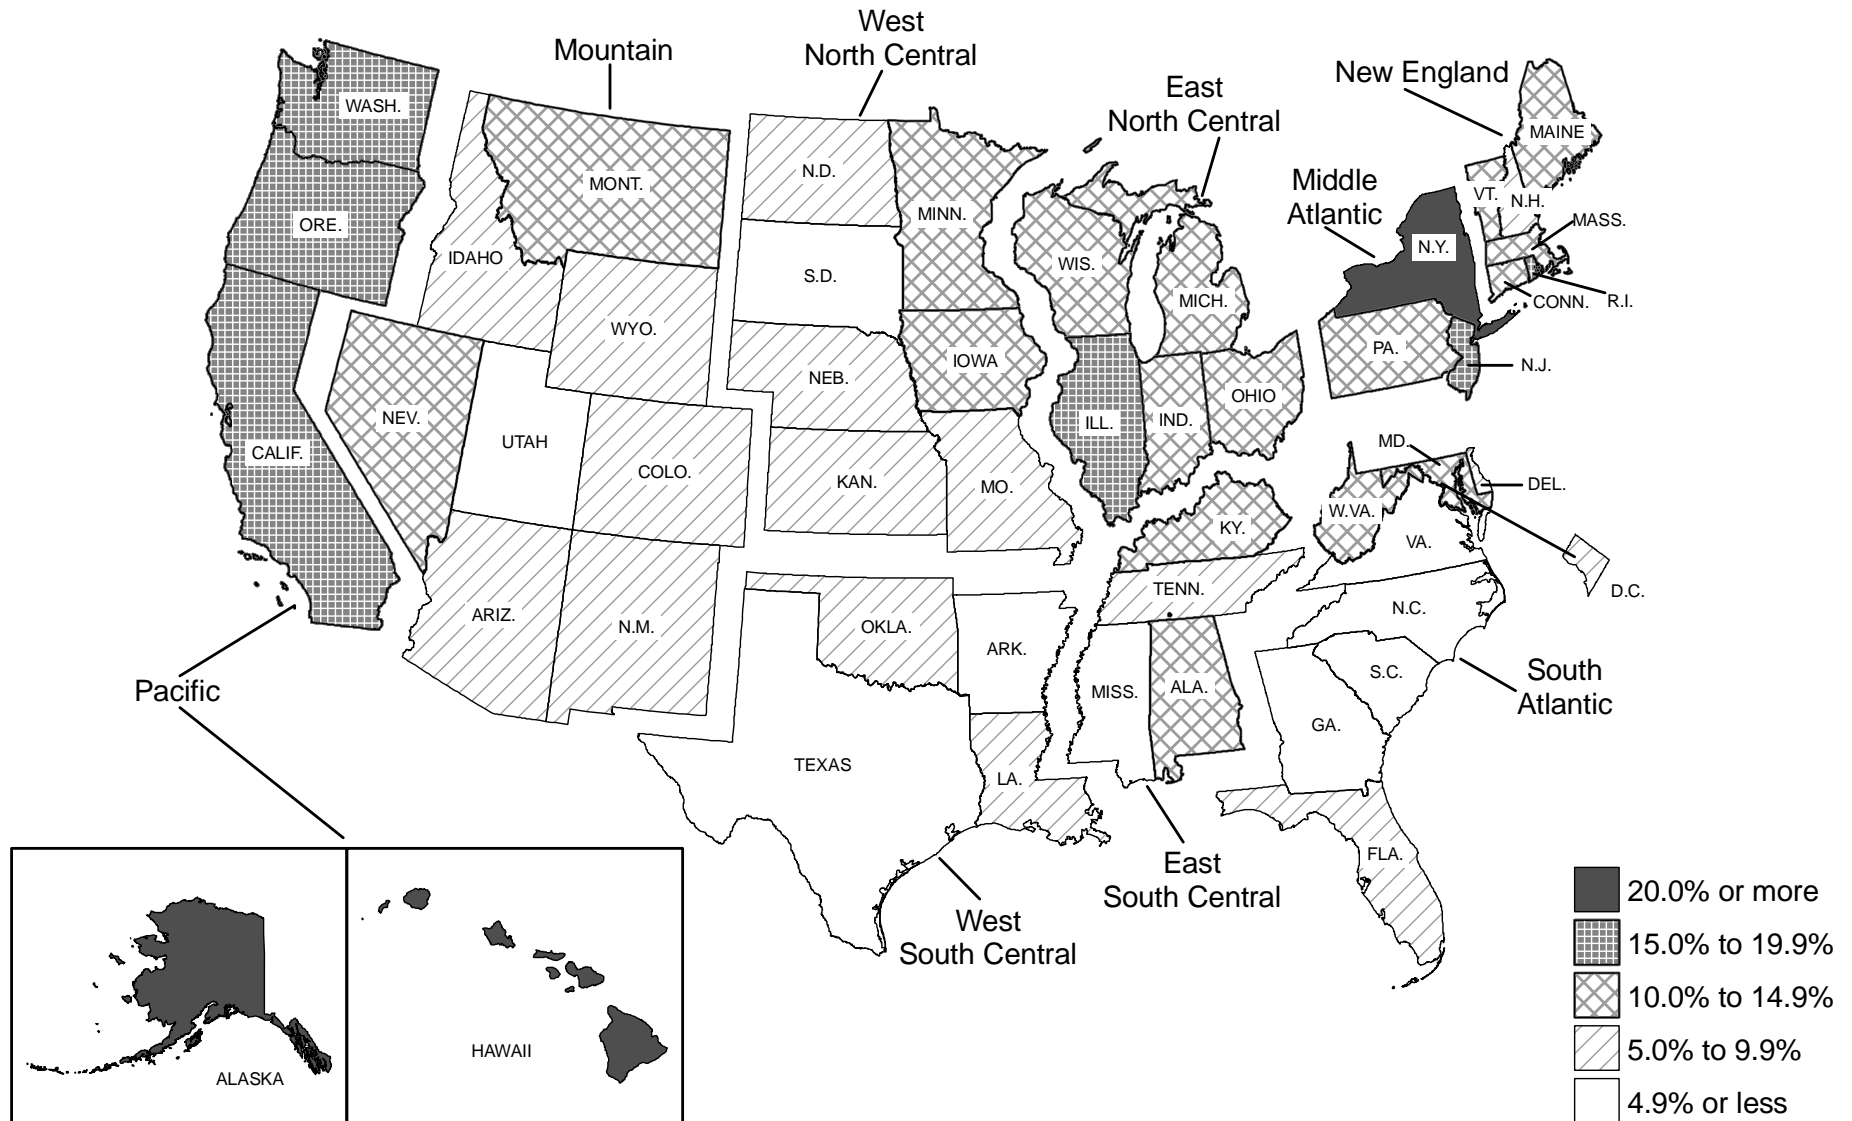 West
North Central
Mountain
New England
East
North Central
WASH.
MAINE
MONT.
N.D.
Middle
Atlantic
VT.
N.H.
MINN.
MASS.
ORE.
N.Y.
IDAHO
S.D.
WIS.
MICH.
CONN.
R.I.
WYO.
PA.
IOWA
N.J.
NEB.
OHIO
NEV.
ILL.
IND.
UTAH
MD.
CALIF.
COLO.
KAN.
MO.
DEL.
W.VA.
KY.
VA.
TENN.
D.C.
ARIZ.
N.M.
OKLA.
N.C.
ARK.
S.C.
South
Atlantic
Pacific
MISS.
ALA.
GA.
TEXAS
LA.
FLA.
East
South Central
West
South Central
20.0% or more
15.0% to 19.9%
10.0% to 14.9%
5.0% to 9.9%
4.9% or less
HAWAII
ALASKA